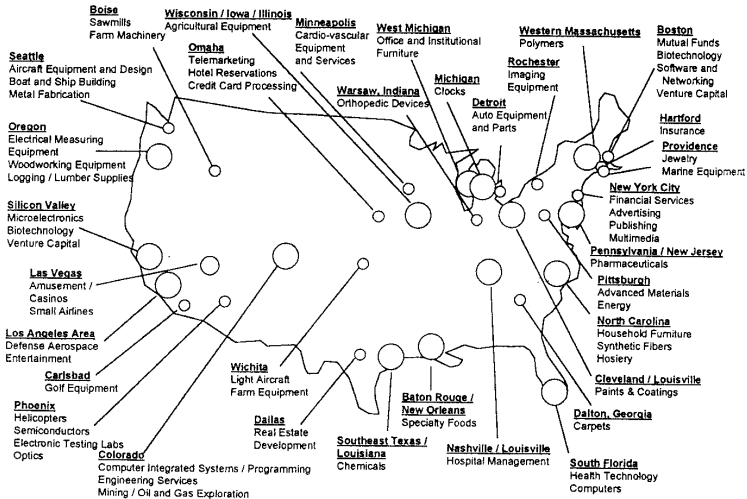 Boise
Sawmills
Farm Machinery
Wisconsin / Iowa / Illinois
Agricultural Equipment
Omaha
Telemarketing
Hotel Reservations
Credit Card Processing
Minneapolis
Cardio-vascular
Equipment
and Services
West Michigan
Office and Institutional
Furniture
Warsaw, Indiana
Orthopedic Devices
Michigan
Clocks
Detroit
Auto Equipment
and Parts
Western Massachusetts
Polymers
Rochester
Imaging
Equipment
Boston
Mutual Funds
Biotechnology
Software and
Networking
Venture Capital
Hartford
Insurance
Providence
Jewelry
Marine Equipment
New York City
Financial Services
Advertising
Publishing
Multimedia
Pennsylvania / New Jersey
Pharmaceuticals
Pittsburgh
Advanced Materials
Energy
North Carolina
Household Furniture
Synthetic Fibers
Hosiery
Cleveland / Louisville
Paints & Coatings
Dalton, Georgia
Carpets
South Florida
Health Technology
Computers
Nashville / Louisville
Hospital Management
Baton Rouge /
New Orleans
Specialty Foods
Southeast Texas /
Louisiana
Chemicals
Dallas
Real Estate
Development
Wichita
Light Aircraft
Farm Equipment
Colorado
Computer Integrated Systems / Programming
Engineering Services
Mining / Oil and Gas Exploration
Phoenix
Helicopters
Semiconductors
Electronic Testing Labs
Optics
Carlsbad
Golf Equipment
Los Angeles Area
Defense Aerospace
Entertainment
Las Vegas
Amusement /
Casinos
Small Airlines
Silicon Valley
Microelectronics
Biotechnology
Venture Capital
Oregon
Electrical Measuring
Equipment
Woodworking Equipment
Logging / Lumber Supplies
Seattle
Aircraft Equipment and Design
Boat and Ship Building
Metal Fabrication